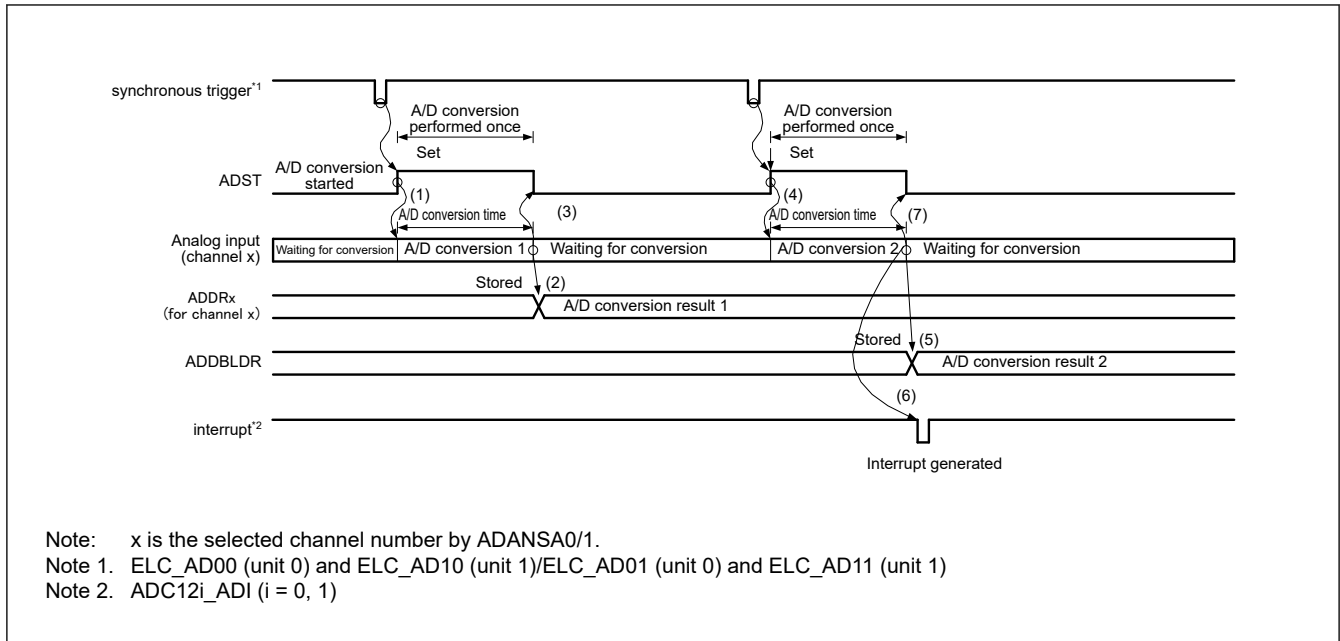 synchronous trigger*1
A/D conversion
performed once
A/D conversion
performed once
Set
Set
A/D conversion
started
ADST
(1)
(3)
(4)
(7)
A/D conversion time
A/D conversion time
Analog input
(channel x)
Waiting for conversion
A/D conversion 1
Waiting for conversion
A/D conversion 2
Waiting for conversion
Stored
(2)
ADDRx
(for channel x)
A/D conversion result 1
Stored
(5)
ADDBLDR
A/D conversion result 2
(6)
interrupt*2
Interrupt generated
Note: x is the selected channel number by ADANSA0/1.
Note 1. ELC_AD00 (unit 0) and ELC_AD10 (unit 1)/ELC_AD01 (unit 0) and ELC_AD11 (unit 1)
Note 2. ADC12i_ADI (i = 0, 1)